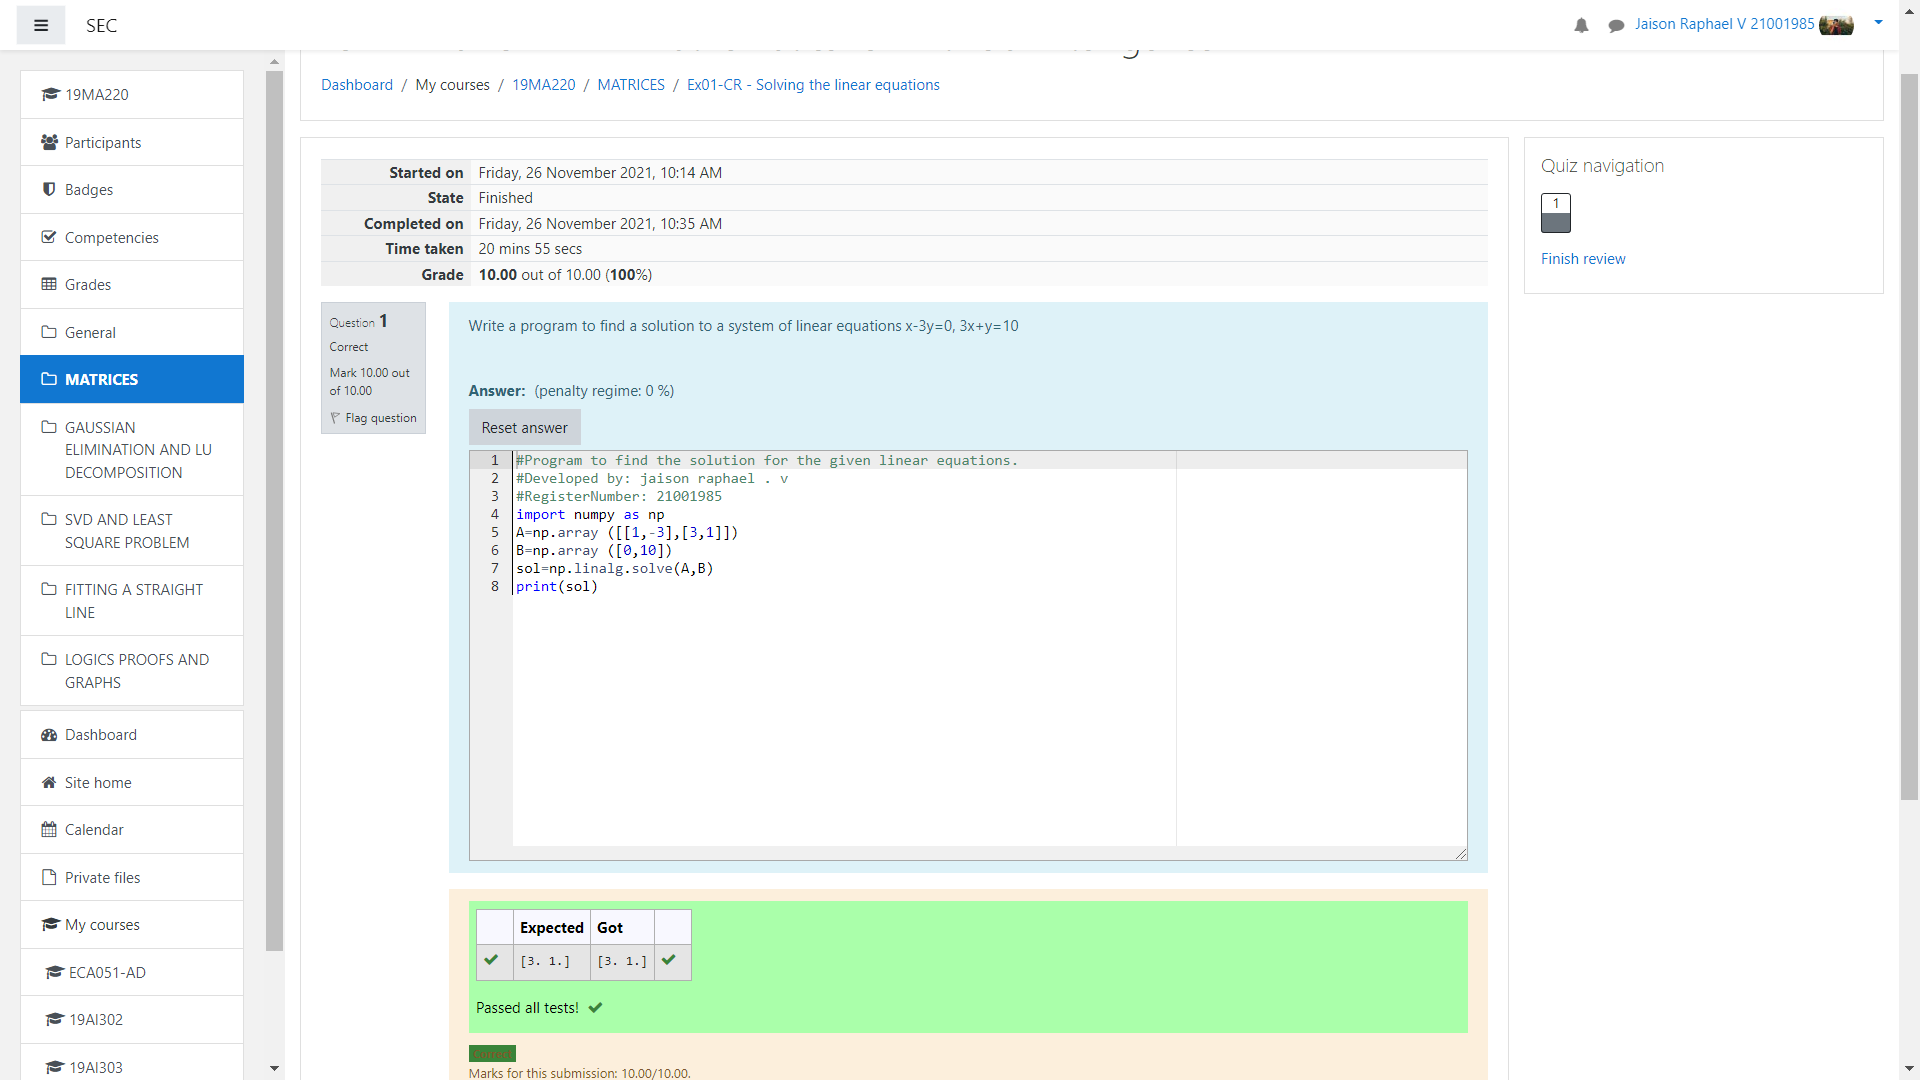 SEC
Jaison Raphael V 21001985
19MA220
Participants
Badges
Competencies
Grades
General
MATRICES
GAUSSIAN
ELIMINATION AND LU
DECOMPOSITION
SVD AND LEAST
SQUARE PROBLEM
FITTING A STRAIGHT
LINE
LOGICS PROOFS AND
GRAPHS
Dashboard
Site home
Calendar
Private files
My courses
ECA051-AD
19AI302
19AI303
Dashboard / My courses / 19MA220 / MATRICES / Ex01-CR - Solving the linear equations
Started on Friday, 26 November 2021, 10:14 AM
State Finished
Completed on Friday, 26 November 2021, 10:35 AM
Time taken 20 mins 55 secs
Grade 10.00 out of 10.00 (100%)
Question 1
Correct
Mark 10.00 out
of 10.00
Flag question
Write a program to find a solution to a system of linear equations x-3y=0, 3x+y=10
Answer: (penalty regime: 0 %)
Reset answer
1 #Program to find the solution for the given linear equations.
2 #Developed by: jaison raphael . v
3 #RegisterNumber: 21001985
4 import numpy as np
5 A=np.array ([[1,-3],[3,1]])
6 B=np.array ([0,10])
7 sol=np.linalg.solve(A,B)
8 print(sol)
Expected Got
[3. 1.] [3. 1.]
Passed all tests!
Correct
Marks for this submission: 10.00/10.00.
Quiz navigation
1
Finish review